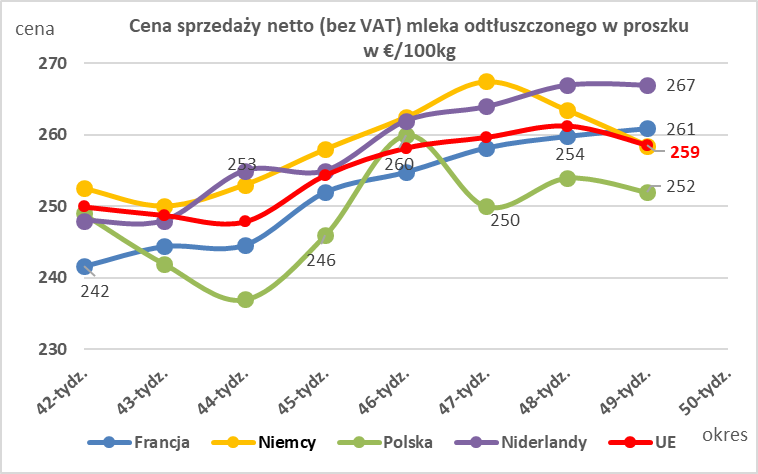 cena
Cena sprzedaży netto (bez VAT) mleka odtłuszczonego w proszku
w €/100kg
270
260
250
240
230
267
261
259
252
253
260
254
250
246
242
42-tydz.
43-tydz.
44-tydz.
45-tydz.
46-tydz.
47-tydz.
48-tydz.
49-tydz.
50-tydz.
okres
Francja Niemcy Polska Niderlandy UE